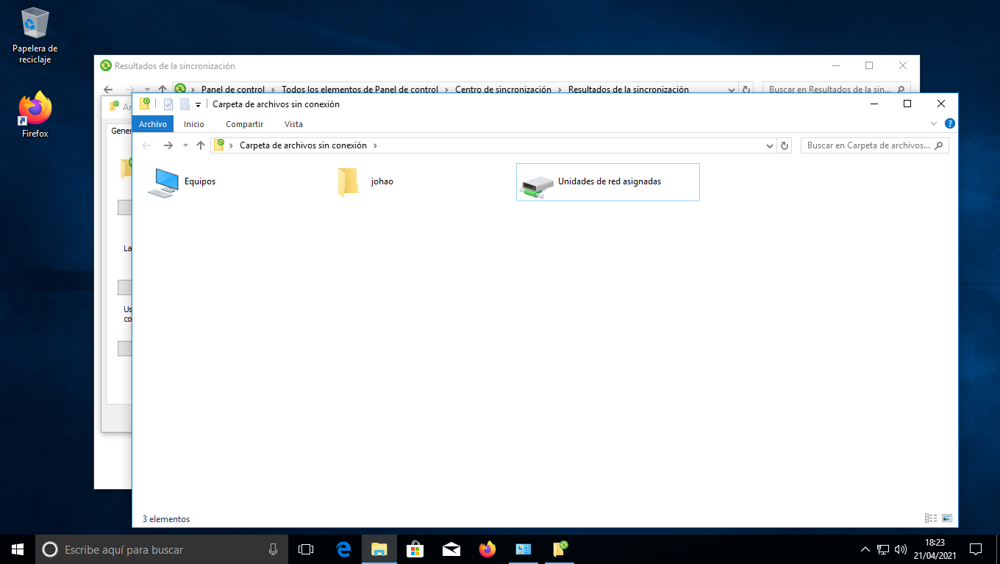 Papelera de
reciclaje
Firefox
Resultados de la sincronización
Panel de control > Todos los elementos de Panel de control > Centro de sincronización > Resultados de la sincronización
Buscar en Resultados de la sin...
Gener
La
Us
co
Carpeta de archivos sin conexión
Archivo Inicio Compartir Vista
Carpeta de archivos sin conexión
Buscar en Carpeta de archivos...
Equipos
johao
Unidades de red asignadas
3 elementos
Escribe aquí para buscar
18:23
21/04/2021